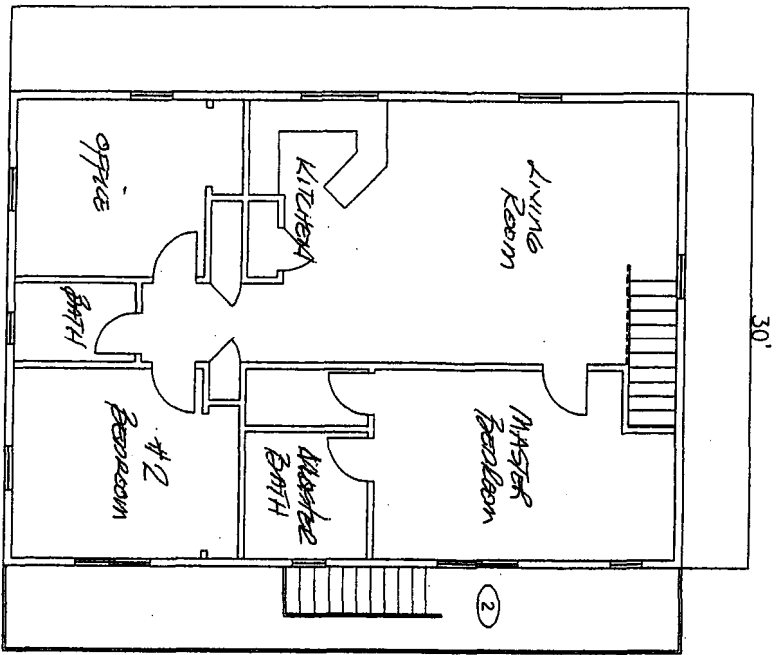 OFFICE
KITCHEN
LIVING
ROOM
30'
BATH
#2
BEDROOM
MASTER
BATH
MASTER
BEDROOM
2